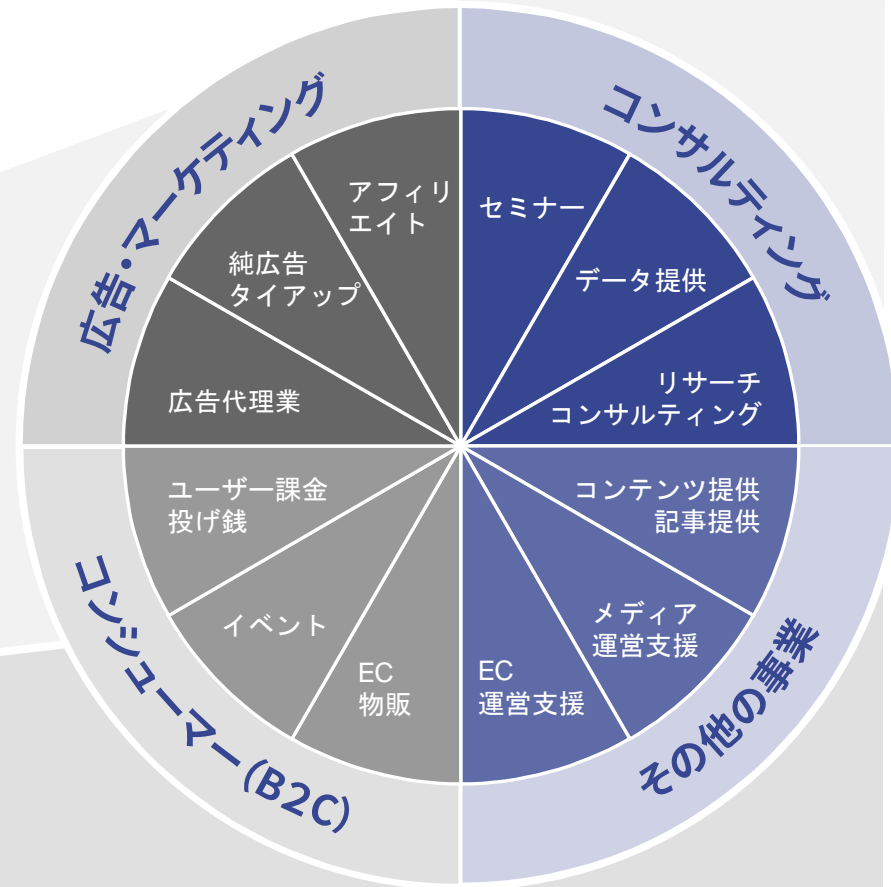 広告・マーケティング
アフィリ
エイト
純広告
タイアップ
広告代理業
コンサルティング
セミナー
データ提供
リサーチ
コンサルティング
コンシューマー（B2C）
ユーザー課金
投げ銭
イベント
EC
物販
その他の事業
コンテンツ提供
記事提供
メディア
運営支援
EC
運営支援